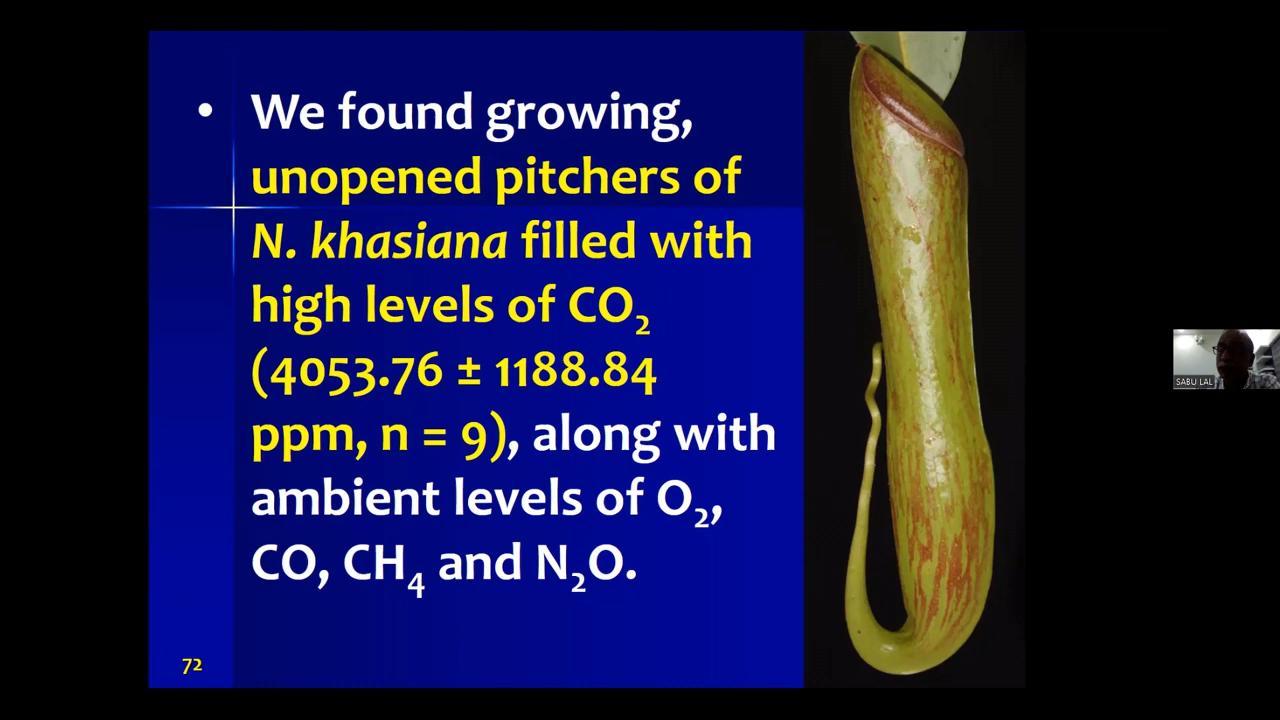 • We found growing,
unopened pitchers of
N. khasiana filled with
high levels of CO₂
(4053.76 ± 1188.84
ppm, n = 9), along with
ambient levels of O₂,
CO, CH₄ and N₂O.
72
SABU LAL